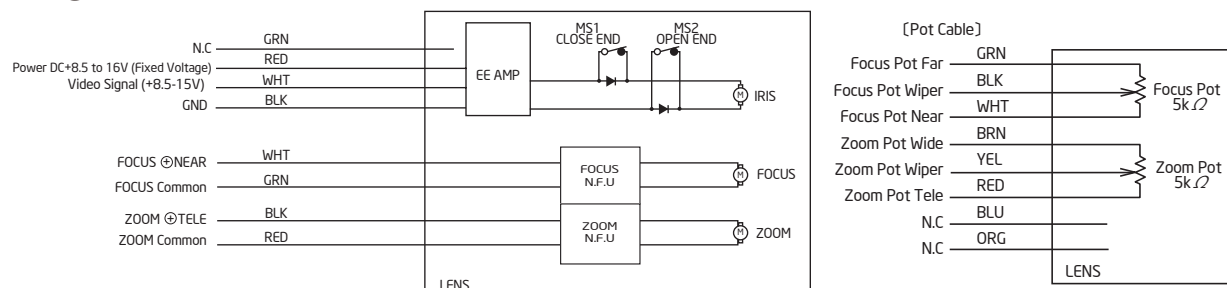 MS1 MS2
CLOSE END OPEN END
N.C GRN
Power DC+8.5 to 16V (Fixed Voltage) RED
Video Signal (+8.5-15V) WHT
GND BLK
EE AMP
M IRIS
FOCUS ⊕NEAR WHT
FOCUS Common GRN
FOCUS
N.F.U
M FOCUS
ZOOM ⊕TELE BLK
ZOOM Common RED
ZOOM
N.F.U
M ZOOM
LENS
〔Pot Cable〕
Focus Pot Far GRN
Focus Pot Wiper BLK
Focus Pot Near WHT
Focus Pot
5kΩ
Zoom Pot Wide BRN
Zoom Pot Wiper YEL
Zoom Pot Tele RED
Zoom Pot
5kΩ
N.C BLU
N.C ORG
LENS